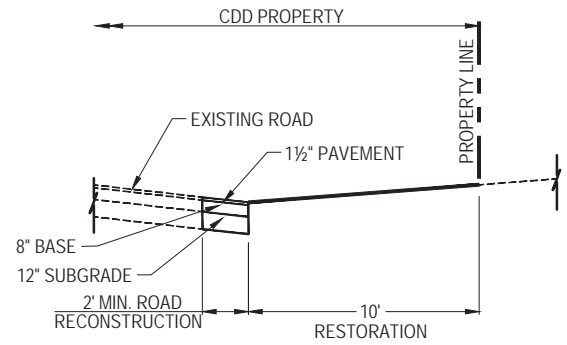 CDD PROPERTY
PROPERTY LINE
EXISTING ROAD
1½" PAVEMENT
8" BASE
12" SUBGRADE
2' MIN. ROAD
RECONSTRUCTION
10'
RESTORATION